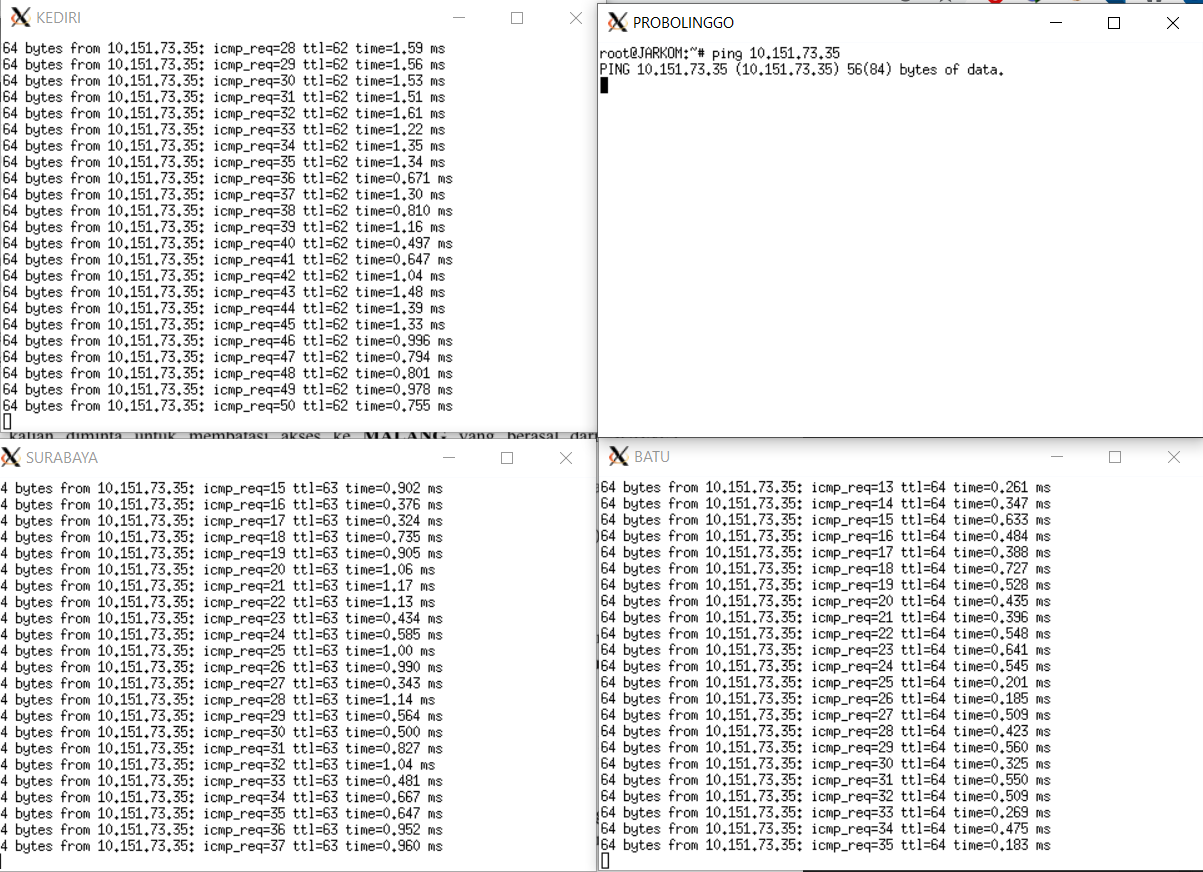 KEDIRI
64 bytes from 10.151.73.35: icmp_req=28 ttl=62 time=1.59 ms
64 bytes from 10.151.73.35: icmp_req=29 ttl=62 time=1.56 ms
64 bytes from 10.151.73.35: icmp_req=30 ttl=62 time=1.53 ms
64 bytes from 10.151.73.35: icmp_req=31 ttl=62 time=1.51 ms
64 bytes from 10.151.73.35: icmp_req=32 ttl=62 time=1.61 ms
64 bytes from 10.151.73.35: icmp_req=33 ttl=62 time=1.22 ms
64 bytes from 10.151.73.35: icmp_req=34 ttl=62 time=1.35 ms
64 bytes from 10.151.73.35: icmp_req=35 ttl=62 time=1.34 ms
64 bytes from 10.151.73.35: icmp_req=36 ttl=62 time=0.671 ms
64 bytes from 10.151.73.35: icmp_req=37 ttl=62 time=1.30 ms
64 bytes from 10.151.73.35: icmp_req=38 ttl=62 time=0.810 ms
64 bytes from 10.151.73.35: icmp_req=39 ttl=62 time=1.16 ms
64 bytes from 10.151.73.35: icmp_req=40 ttl=62 time=0.497 ms
64 bytes from 10.151.73.35: icmp_req=41 ttl=62 time=0.647 ms
64 bytes from 10.151.73.35: icmp_req=42 ttl=62 time=1.04 ms
64 bytes from 10.151.73.35: icmp_req=43 ttl=62 time=1.48 ms
64 bytes from 10.151.73.35: icmp_req=44 ttl=62 time=1.39 ms
64 bytes from 10.151.73.35: icmp_req=45 ttl=62 time=1.33 ms
64 bytes from 10.151.73.35: icmp_req=46 ttl=62 time=0.996 ms
64 bytes from 10.151.73.35: icmp_req=47 ttl=62 time=0.794 ms
64 bytes from 10.151.73.35: icmp_req=48 ttl=62 time=0.801 ms
64 bytes from 10.151.73.35: icmp_req=49 ttl=62 time=0.978 ms
64 bytes from 10.151.73.35: icmp_req=50 ttl=62 time=0.755 ms
PROBOLINGGO
root@JARKOM:~# ping 10.151.73.35
PING 10.151.73.35 (10.151.73.35) 56(84) bytes of data.
kalian diminta untuk membatasi akses ke MALANG yang berasal dari
SURABAYA
4 bytes from 10.151.73.35: icmp_req=15 ttl=63 time=0.902 ms
4 bytes from 10.151.73.35: icmp_req=16 ttl=63 time=0.376 ms
4 bytes from 10.151.73.35: icmp_req=17 ttl=63 time=0.324 ms
4 bytes from 10.151.73.35: icmp_req=18 ttl=63 time=0.735 ms
4 bytes from 10.151.73.35: icmp_req=19 ttl=63 time=0.905 ms
4 bytes from 10.151.73.35: icmp_req=20 ttl=63 time=1.06 ms
4 bytes from 10.151.73.35: icmp_req=21 ttl=63 time=1.17 ms
4 bytes from 10.151.73.35: icmp_req=22 ttl=63 time=1.13 ms
4 bytes from 10.151.73.35: icmp_req=23 ttl=63 time=0.434 ms
4 bytes from 10.151.73.35: icmp_req=24 ttl=63 time=0.585 ms
4 bytes from 10.151.73.35: icmp_req=25 ttl=63 time=1.00 ms
4 bytes from 10.151.73.35: icmp_req=26 ttl=63 time=0.990 ms
4 bytes from 10.151.73.35: icmp_req=27 ttl=63 time=0.343 ms
4 bytes from 10.151.73.35: icmp_req=28 ttl=63 time=1.14 ms
4 bytes from 10.151.73.35: icmp_req=29 ttl=63 time=0.564 ms
4 bytes from 10.151.73.35: icmp_req=30 ttl=63 time=0.500 ms
4 bytes from 10.151.73.35: icmp_req=31 ttl=63 time=0.827 ms
4 bytes from 10.151.73.35: icmp_req=32 ttl=63 time=1.04 ms
4 bytes from 10.151.73.35: icmp_req=33 ttl=63 time=0.481 ms
4 bytes from 10.151.73.35: icmp_req=34 ttl=63 time=0.667 ms
4 bytes from 10.151.73.35: icmp_req=35 ttl=63 time=0.647 ms
4 bytes from 10.151.73.35: icmp_req=36 ttl=63 time=0.952 ms
4 bytes from 10.151.73.35: icmp_req=37 ttl=63 time=0.960 ms
BATU
64 bytes from 10.151.73.35: icmp_req=13 ttl=64 time=0.261 ms
64 bytes from 10.151.73.35: icmp_req=14 ttl=64 time=0.347 ms
64 bytes from 10.151.73.35: icmp_req=15 ttl=64 time=0.633 ms
64 bytes from 10.151.73.35: icmp_req=16 ttl=64 time=0.484 ms
64 bytes from 10.151.73.35: icmp_req=17 ttl=64 time=0.388 ms
64 bytes from 10.151.73.35: icmp_req=18 ttl=64 time=0.727 ms
64 bytes from 10.151.73.35: icmp_req=19 ttl=64 time=0.528 ms
64 bytes from 10.151.73.35: icmp_req=20 ttl=64 time=0.435 ms
64 bytes from 10.151.73.35: icmp_req=21 ttl=64 time=0.396 ms
64 bytes from 10.151.73.35: icmp_req=22 ttl=64 time=0.548 ms
64 bytes from 10.151.73.35: icmp_req=23 ttl=64 time=0.641 ms
64 bytes from 10.151.73.35: icmp_req=24 ttl=64 time=0.545 ms
64 bytes from 10.151.73.35: icmp_req=25 ttl=64 time=0.201 ms
64 bytes from 10.151.73.35: icmp_req=26 ttl=64 time=0.185 ms
64 bytes from 10.151.73.35: icmp_req=27 ttl=64 time=0.509 ms
64 bytes from 10.151.73.35: icmp_req=28 ttl=64 time=0.423 ms
64 bytes from 10.151.73.35: icmp_req=29 ttl=64 time=0.560 ms
64 bytes from 10.151.73.35: icmp_req=30 ttl=64 time=0.325 ms
64 bytes from 10.151.73.35: icmp_req=31 ttl=64 time=0.550 ms
64 bytes from 10.151.73.35: icmp_req=32 ttl=64 time=0.509 ms
64 bytes from 10.151.73.35: icmp_req=33 ttl=64 time=0.269 ms
64 bytes from 10.151.73.35: icmp_req=34 ttl=64 time=0.475 ms
64 bytes from 10.151.73.35: icmp_req=35 ttl=64 time=0.183 ms